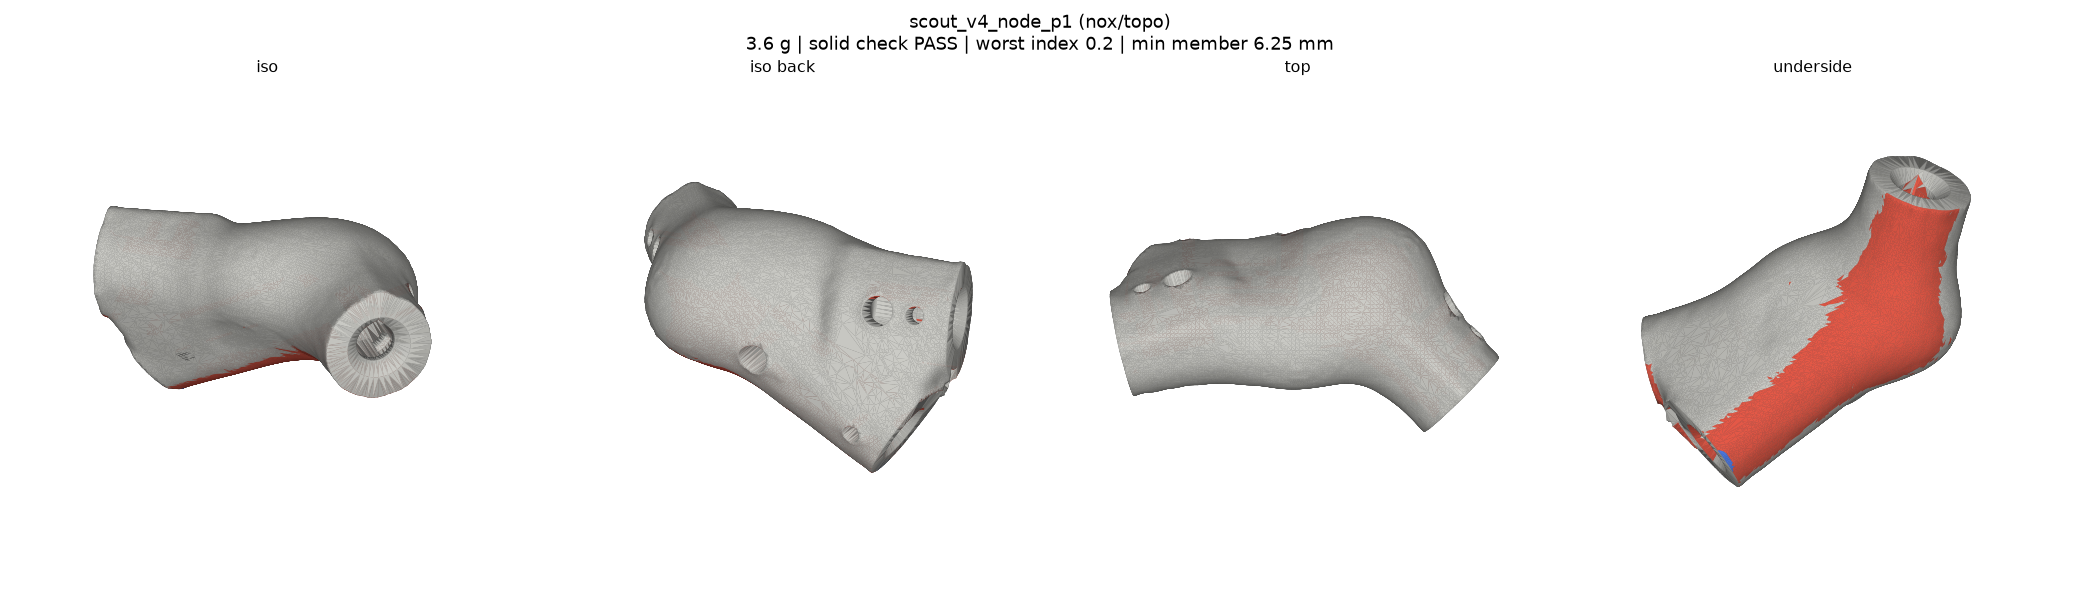 scout_v4_node_p1 (nox/topo)
3.6 g | solid check PASS | worst index 0.2 | min member 6.25 mm
iso
iso back
top
underside